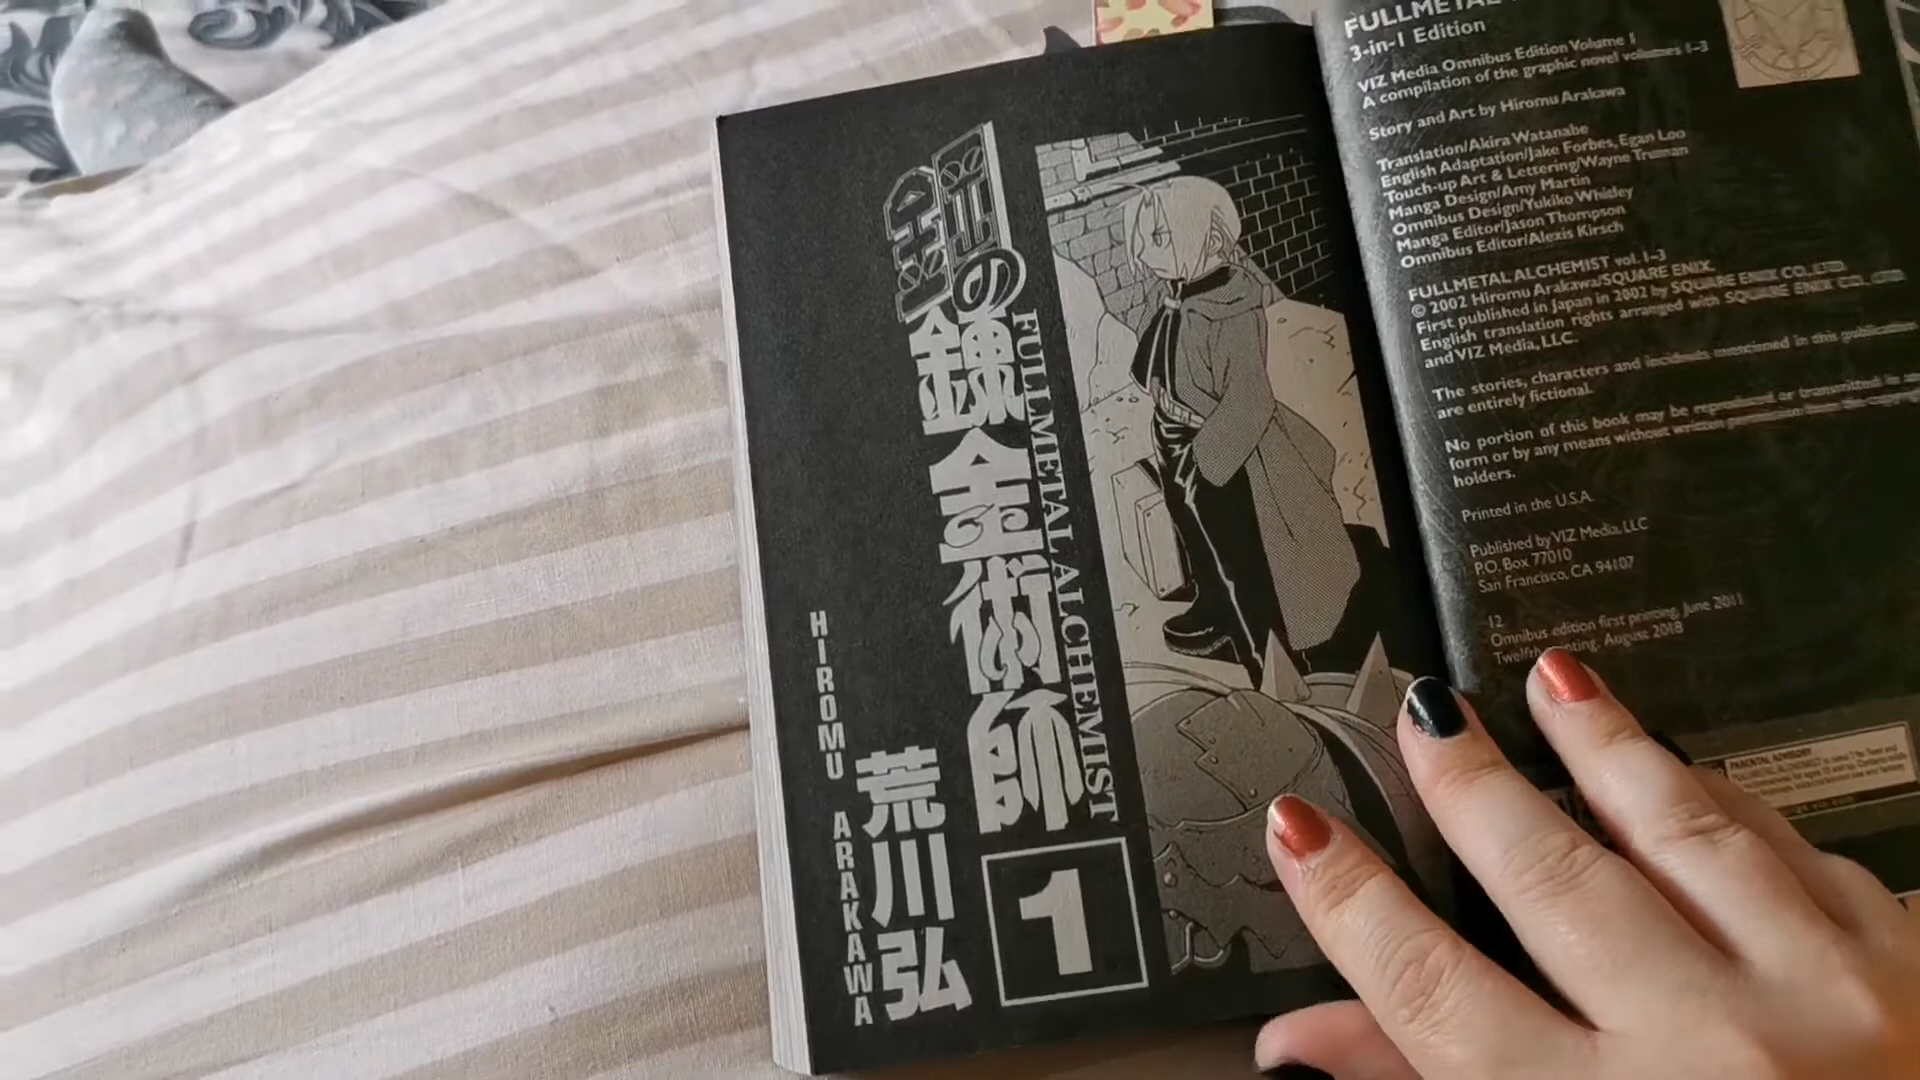 鋼の錬金術師
FULLMETAL ALCHEMIST
荒川弘
HIROMU ARAKAWA
1
FULLMETAL
3-in-1 Edition
VIZ Media Omnibus Edition Volume 1
A compilation of the graphic novel volumes 1–3
Story and Art by Hiromu Arakawa
Translation/Akira Watanabe
English Adaptation/Jake Forbes, Egan Loo
Touch-up Art & Lettering/Wayne Truman
Manga Design/Amy Martin
Omnibus Design/Yukiko Whitley
Manga Editor/Jason Thompson
Omnibus Editor/Alexis Kirsch
FULLMETAL ALCHEMIST vol. 1-3
© 2002 Hiromu Arakawa/SQUARE ENIX.
First published in Japan in 2002 by SQUARE ENIX CO., LTD.
English translation rights arranged with SQUARE ENIX CO., LTD.
and VIZ Media, LLC.
The stories, characters and incidents mentioned in this publication
are entirely fictional.
No portion of this book may be reproduced or transmitted in
form or by any means without written permission from the
holders.
Printed in the U.S.A.
Published by VIZ Media, LLC
P.O. Box 77010
San Francisco, CA 94107
12
Omnibus edition first printing, June 2011
Twelfth printing, August 2018
PARENTAL ADVISORY